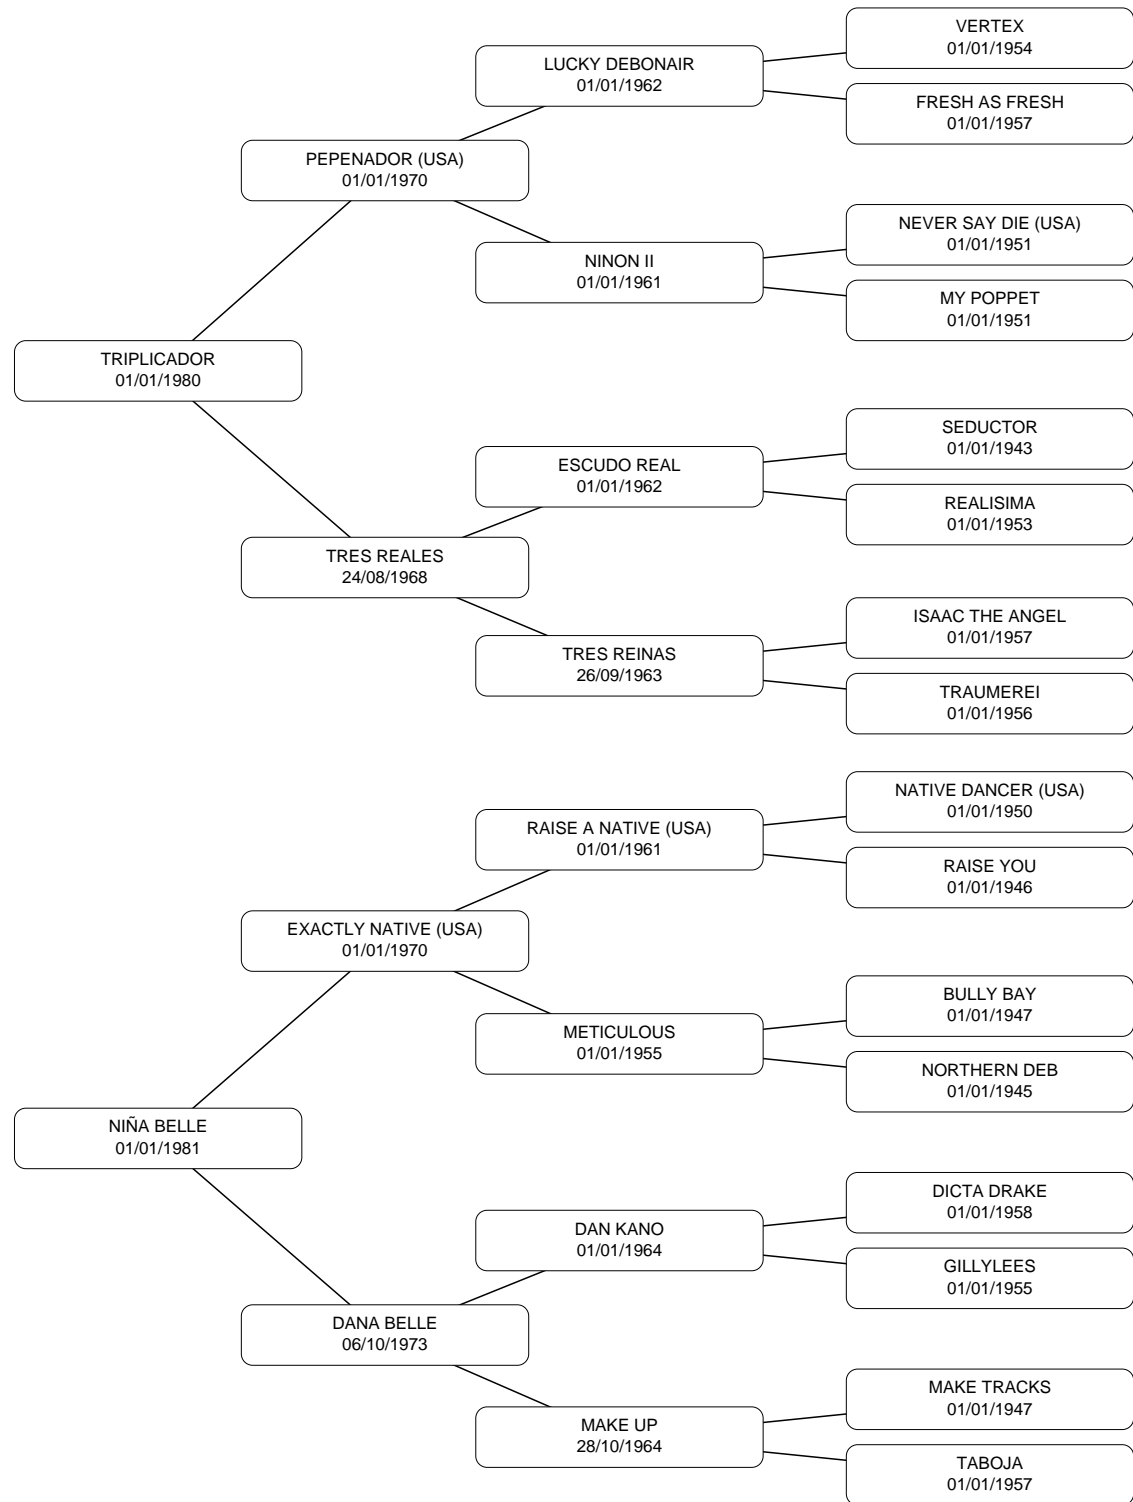 VERTEX
01/01/1954
LUCKY DEBONAIR
01/01/1962
FRESH AS FRESH
01/01/1957
PEPENADOR (USA)
01/01/1970
NEVER SAY DIE (USA)
01/01/1951
NINON II
01/01/1961
MY POPPET
01/01/1951
TRIPLICADOR
01/01/1980
SEDUCTOR
01/01/1943
ESCUDO REAL
01/01/1962
REALISIMA
01/01/1953
TRES REALES
24/08/1968
ISAAC THE ANGEL
01/01/1957
TRES REINAS
26/09/1963
TRAUMEREI
01/01/1956
NATIVE DANCER (USA)
01/01/1950
RAISE A NATIVE (USA)
01/01/1961
RAISE YOU
01/01/1946
EXACTLY NATIVE (USA)
01/01/1970
BULLY BAY
01/01/1947
METICULOUS
01/01/1955
NORTHERN DEB
01/01/1945
NIÑA BELLE
01/01/1981
DICTA DRAKE
01/01/1958
DAN KANO
01/01/1964
GILLYLEES
01/01/1955
DANA BELLE
06/10/1973
MAKE TRACKS
01/01/1947
MAKE UP
28/10/1964
TABOJA
01/01/1957